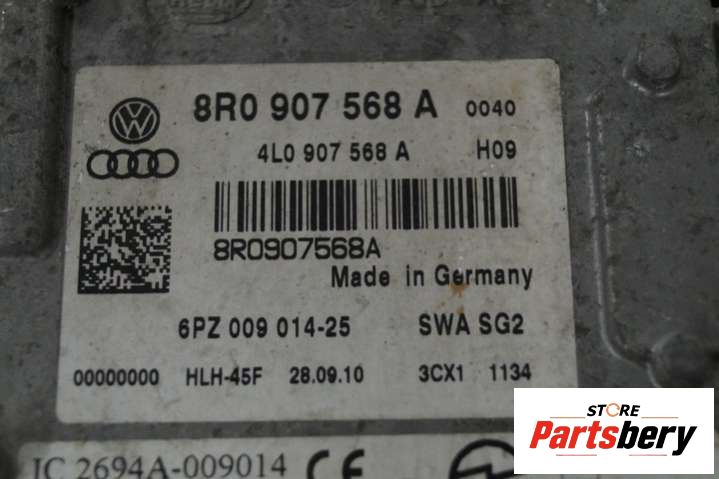 8R0 907 568 A 0040
4L0 907 568 A H09
8R0907568A
Made in Germany
6PZ 009 014-25 SWA SG2
00000000 HLH-45F 28.09.10 3CX1 1134
IC 2694A-009014 CE
STORE
Partsbery